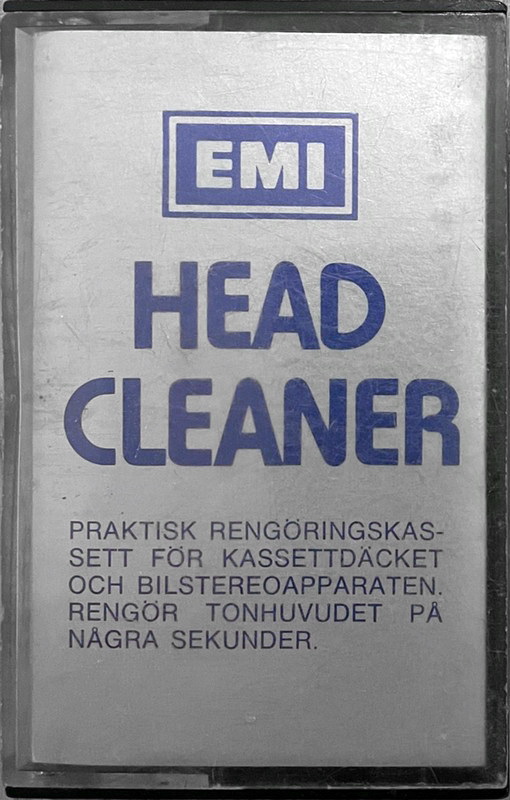 EMI
HEAD
CLEANER
PRAKTISK RENGÖRINGSKAS-
SETT FÖR KASSETTDÄCKET
OCH BILSTEREOAPPARATEN.
RENGÖR TONHUVUDET PÅ
NÅGRA SEKUNDER.